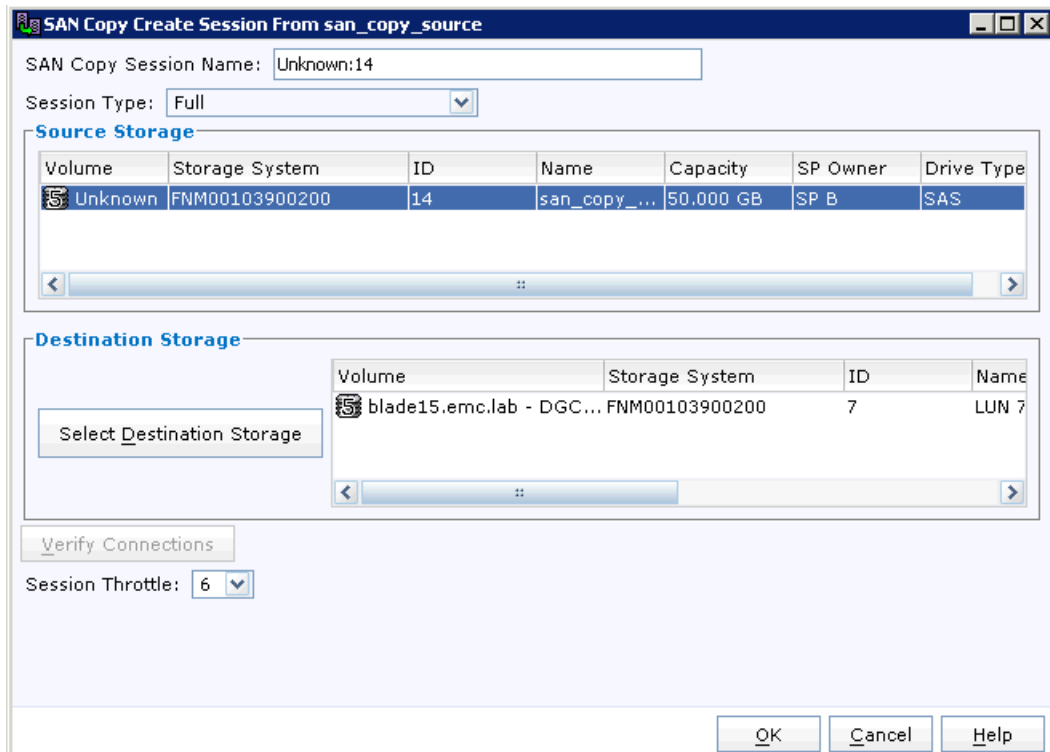 SAN Copy Create Session From san_copy_source
SAN Copy Session Name: Unknown:14
Session Type: Full
Source Storage
Volume Storage System ID Name Capacity SP Owner Drive Type
Unknown FNM00103900200 14 san_copy_... 50.000 GB SP B SAS
Destination Storage
Volume Storage System ID Name
Select Destination Storage
blade15.emc.lab - DGC... FNM00103900200 7 LUN 7
Verify Connections
Session Throttle: 6
OK Cancel Help